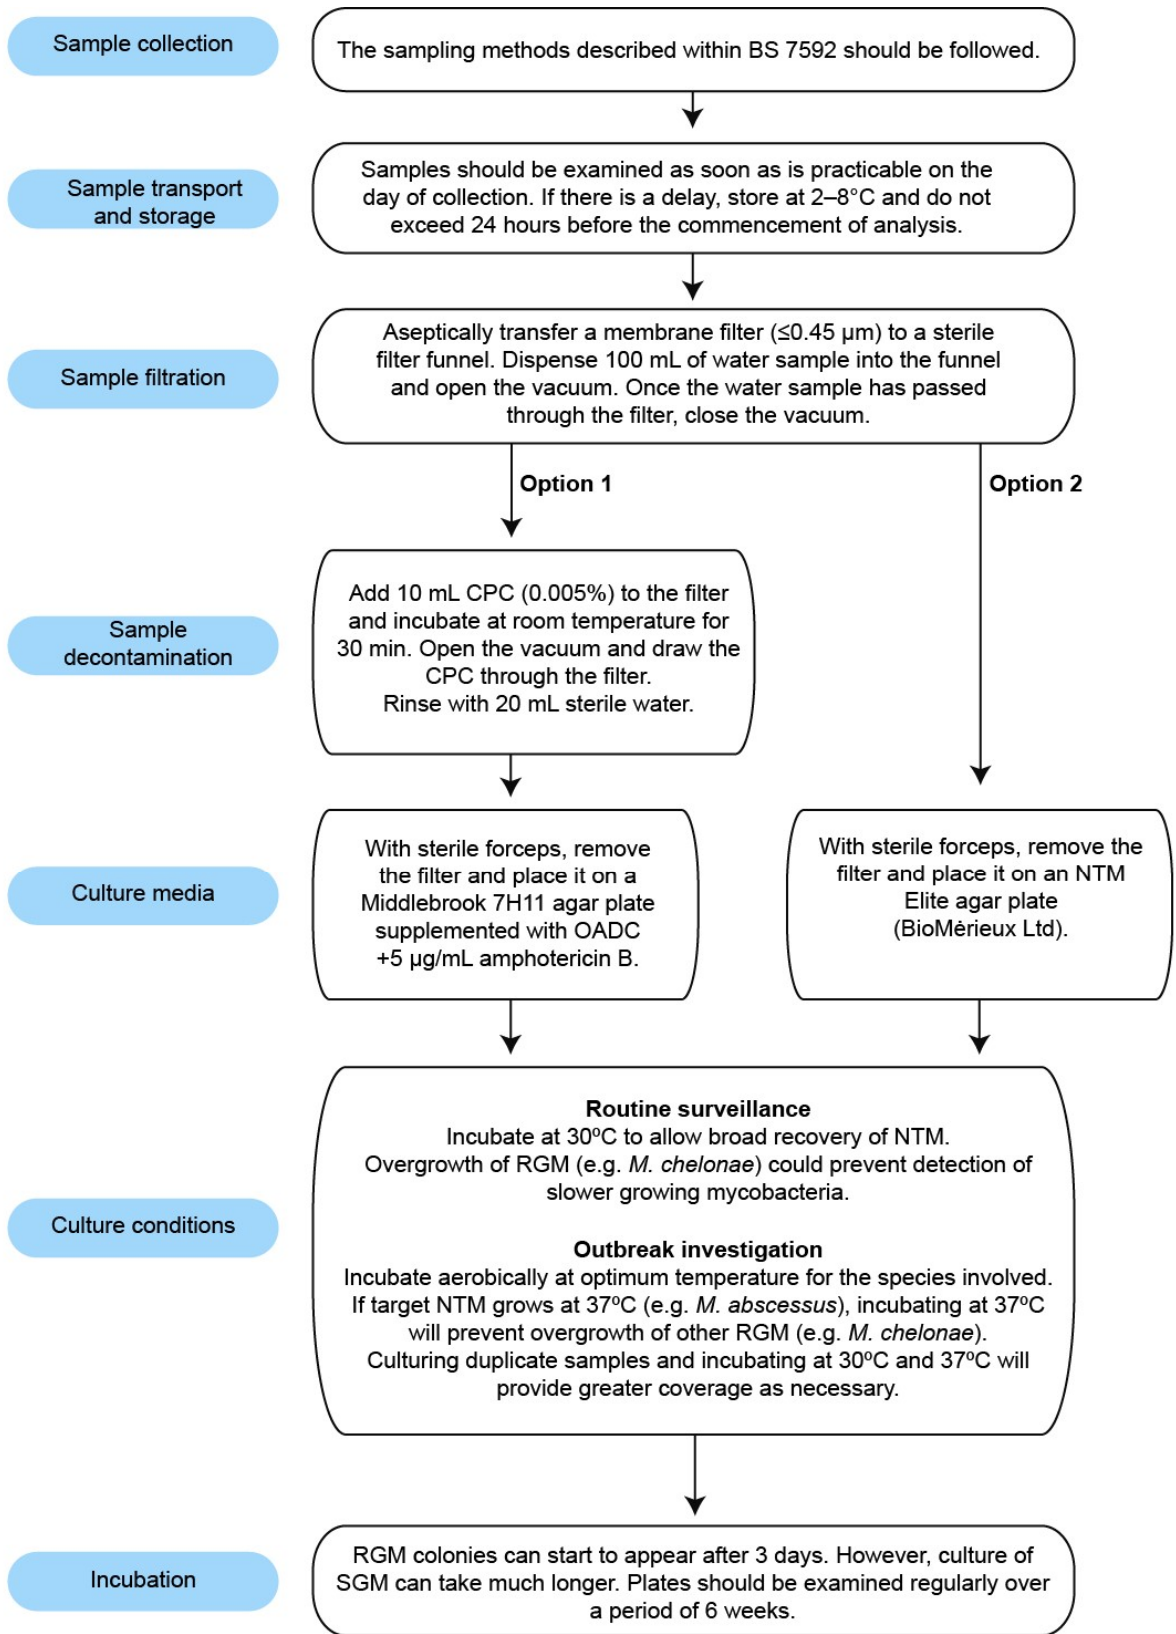 Sample collection
The sampling methods described within BS 7592 should be followed.
Sample transport
and storage
Samples should be examined as soon as is practicable on the
day of collection. If there is a delay, store at 2–8°C and do not
exceed 24 hours before the commencement of analysis.
Sample filtration
Aseptically transfer a membrane filter (≤0.45 µm) to a sterile
filter funnel. Dispense 100 mL of water sample into the funnel
and open the vacuum. Once the water sample has passed
through the filter, close the vacuum.
Option 1
Option 2
Sample
decontamination
Add 10 mL CPC (0.005%) to the filter
and incubate at room temperature for
30 min. Open the vacuum and draw the
CPC through the filter.
Rinse with 20 mL sterile water.
Culture media
With sterile forceps, remove
the filter and place it on a
Middlebrook 7H11 agar plate
supplemented with OADC
+5 µg/mL amphotericin B.
With sterile forceps, remove the
filter and place it on an NTM
Elite agar plate
(BioMėrieux Ltd).
Culture conditions
Routine surveillance
Incubate at 30ºC to allow broad recovery of NTM.
Overgrowth of RGM (e.g. M. chelonae) could prevent detection of
slower growing mycobacteria.
Outbreak investigation
Incubate aerobically at optimum temperature for the species involved.
If target NTM grows at 37ºC (e.g. M. abscessus), incubating at 37ºC
will prevent overgrowth of other RGM (e.g. M. chelonae).
Culturing duplicate samples and incubating at 30ºC and 37ºC will
provide greater coverage as necessary.
Incubation
RGM colonies can start to appear after 3 days. However, culture of
SGM can take much longer. Plates should be examined regularly over
a period of 6 weeks.